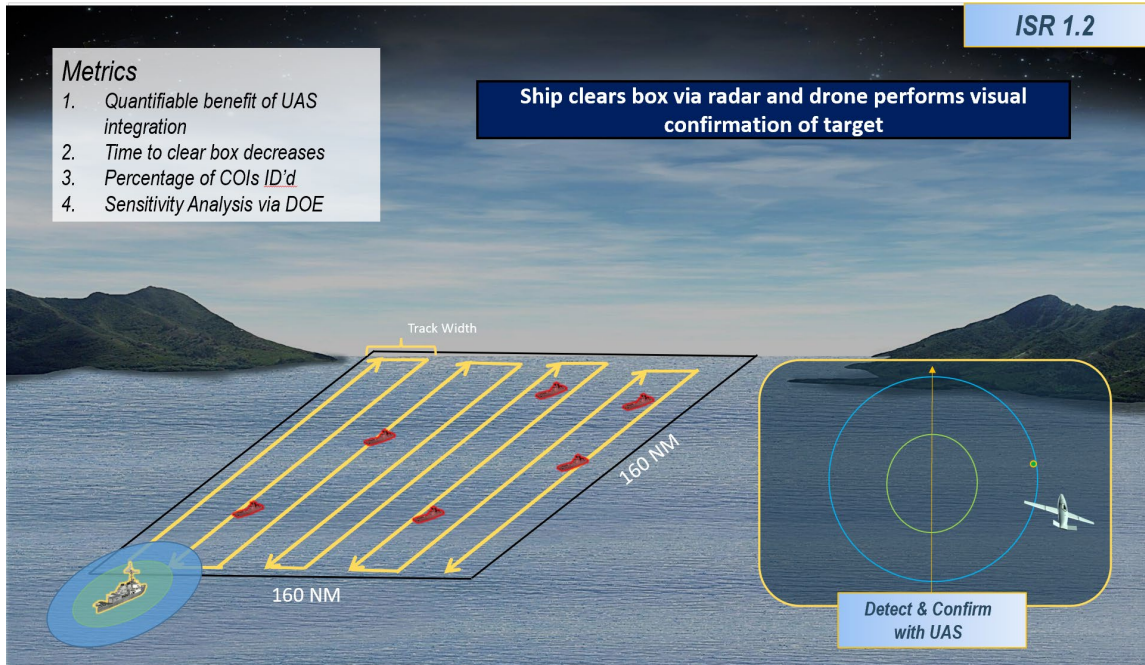 ISR 1.2
Metrics
1. Quantifiable benefit of UAS
integration
2. Time to clear box decreases
3. Percentage of COIs ID'd
4. Sensitivity Analysis via DOE
Ship clears box via radar and drone performs visual
confirmation of target
Track Width
160 NM
160 NM
Detect & Confirm
with UAS